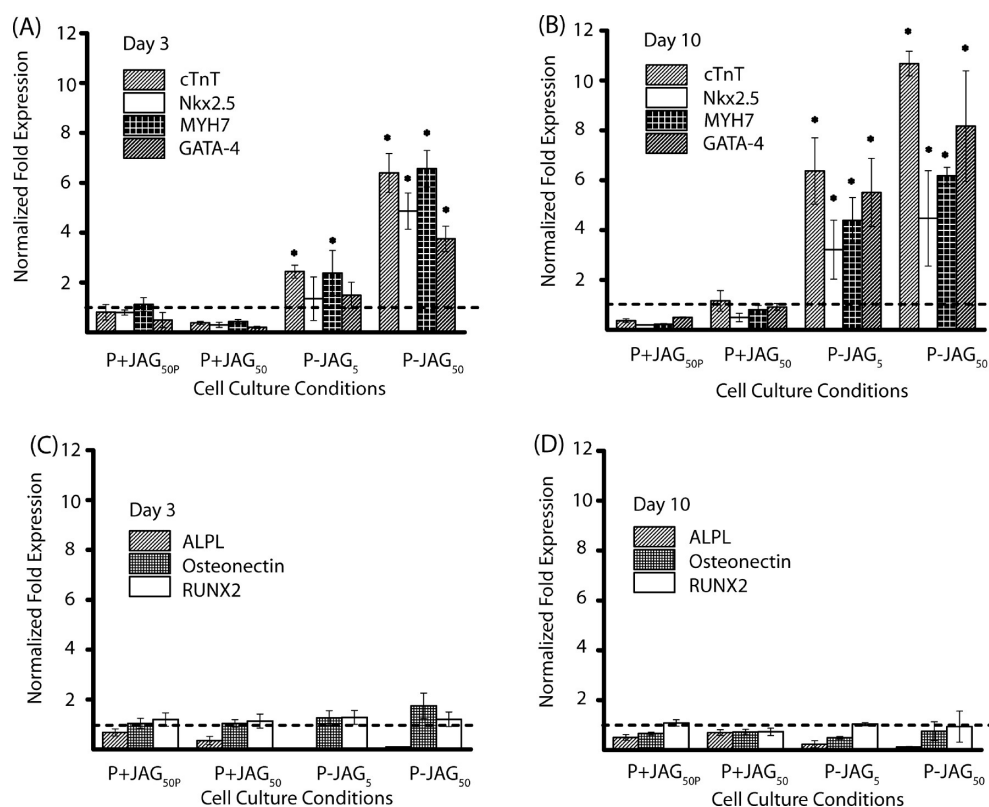 (A)
Normalized Fold Expression
12
10
8
6
4
2
Day 3
cTnT
Nkx2.5
MYH7
GATA-4
* * * * * *
P+JAG50P P+JAG50 P-JAG5 P-JAG50
Cell Culture Conditions
(B)
Normalized Fold Expression
12
10
8
6
4
2
Day 10
cTnT
Nkx2.5
MYH7
GATA-4
* * * * * * * *
P+JAG50P P+JAG50 P-JAG5 P-JAG50
Cell Culture Conditions
(C)
Normalized Fold Expression
12
10
8
6
4
2
Day 3
ALPL
Osteonectin
RUNX2
P+JAG50P P+JAG50 P-JAG5 P-JAG50
Cell Culture Conditions
(D)
Normalized Fold Expression
12
10
8
6
4
2
Day 10
ALPL
Osteonectin
RUNX2
P+JAG50P P+JAG50 P-JAG5 P-JAG50
Cell Culture Conditions